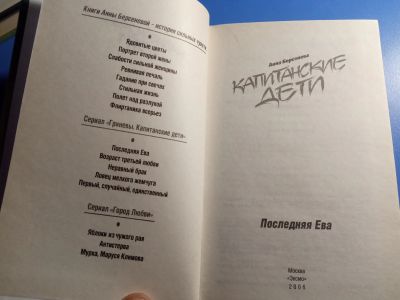 Книги Анны Берсеневой – истории сильных чувств
Ядовитые цветы
Портрет второй жены
Слабости сильной женщины
Ревнивая печаль
Гадание при свечах
Стильная жизнь
Полет над разлукой
Флиртаника всерьез
Сериал «Гриневы. Капитанские дети»
Последняя Ева
Возраст третьей любви
Неравный брак
Ловец мелкого жемчуга
Первый, случайный, единственный
Сериал «Город Любви»
Яблоки из чужого рая
Антистерва
Мурка, Маруся Климова
Анна Берсенева
КАПИТАНСКИЕ
ДЕТИ
Последняя Ева
Москва
«Эксмо»
2006